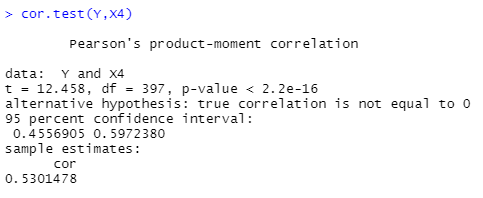 > cor.test(Y,X4)
Pearson's product-moment correlation
data:  Y and X4
t = 12.458, df = 397, p-value < 2.2e-16
alternative hypothesis: true correlation is not equal to 0
95 percent confidence interval:
 0.4556905 0.5972380
sample estimates:
      cor
0.5301478